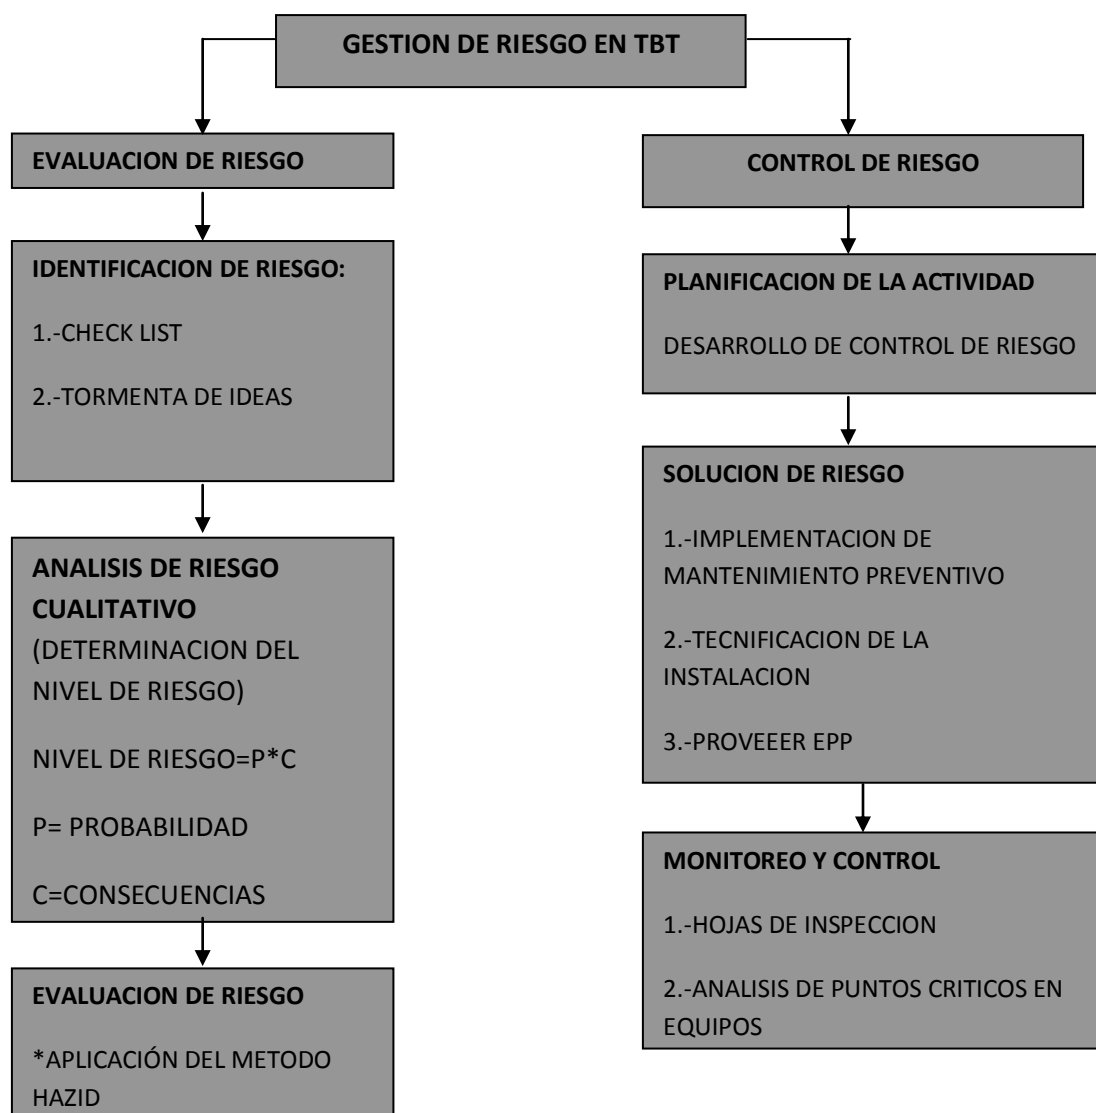 GESTION DE RIESGO EN TBT
EVALUACION DE RIESGO
IDENTIFICACION DE RIESGO:
1.-CHECK LIST
2.-TORMENTA DE IDEAS
ANALISIS DE RIESGO
CUALITATIVO
(DETERMINACION DEL
NIVEL DE RIESGO)
NIVEL DE RIESGO=P*C
P= PROBABILIDAD
C=CONSECUENCIAS
EVALUACION DE RIESGO
*APLICACIÓN DEL METODO
HAZID
CONTROL DE RIESGO
PLANIFICACION DE LA ACTIVIDAD
DESARROLLO DE CONTROL DE RIESGO
SOLUCION DE RIESGO
1.-IMPLEMENTACION DE
MANTENIMIENTO PREVENTIVO
2.-TECNIFICACION DE LA
INSTALACION
3.-PROVEEER EPP
MONITOREO Y CONTROL
1.-HOJAS DE INSPECCION
2.-ANALISIS DE PUNTOS CRITICOS EN
EQUIPOS